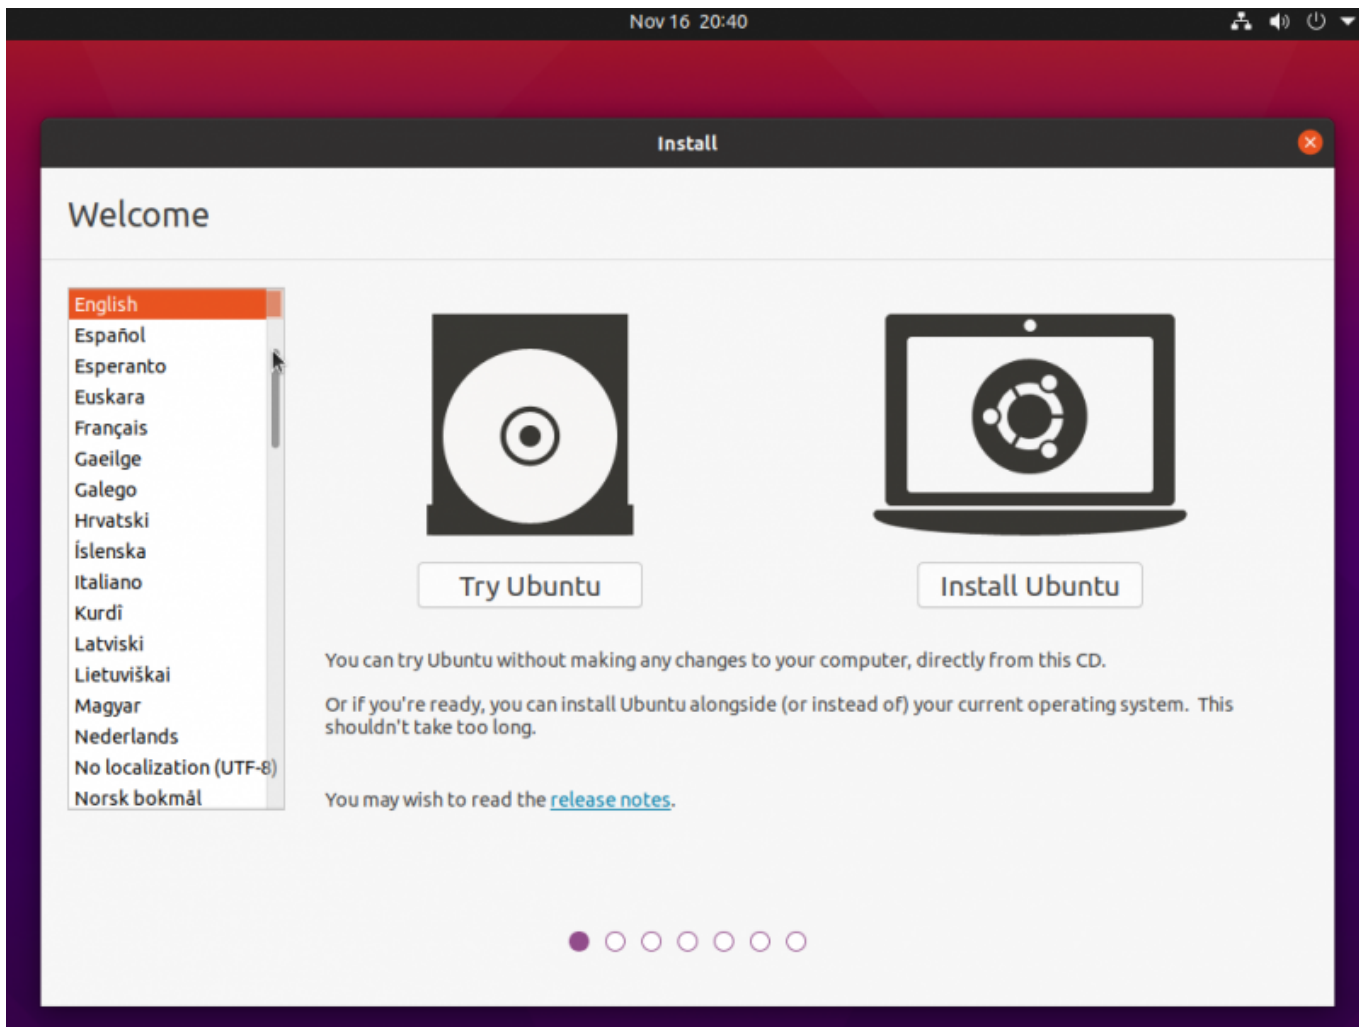 Nov 16  20:40
Install
Welcome
English
Español
Esperanto
Euskara
Français
Gaeilge
Galego
Hrvatski
Íslenska
Italiano
Kurdî
Latviski
Lietuviškai
Magyar
Nederlands
No localization (UTF-8)
Norsk bokmål
Try Ubuntu
Install Ubuntu
You can try Ubuntu without making any changes to your computer, directly from this CD.
Or if you're ready, you can install Ubuntu alongside (or instead of) your current operating system.  This
shouldn't take too long.
You may wish to read the release notes.